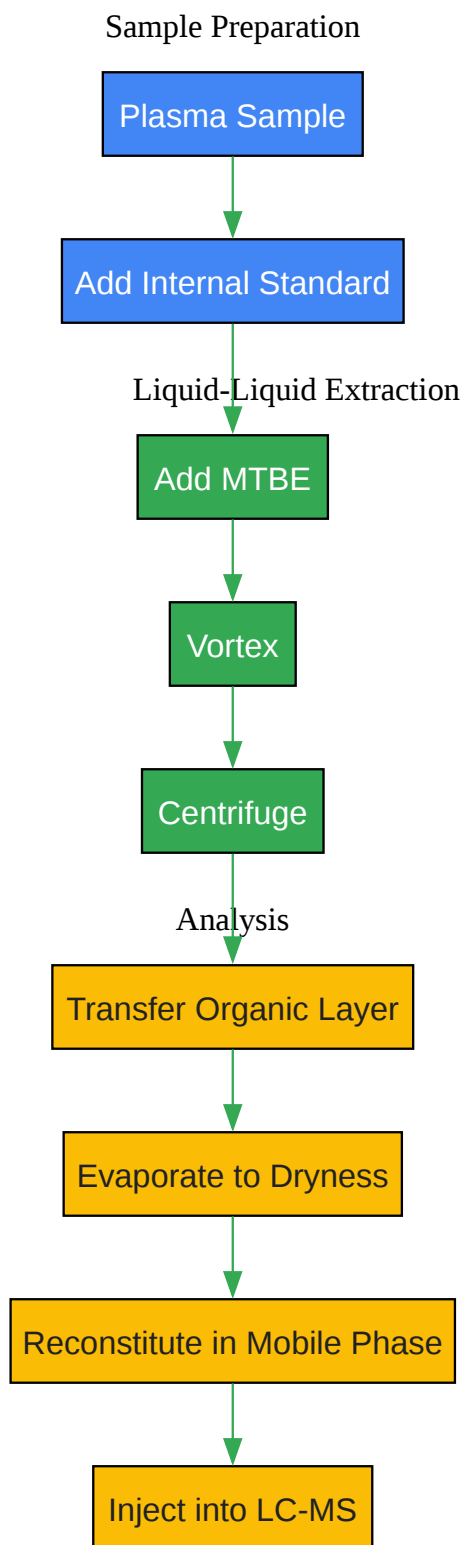 Sample Preparation
Plasma Sample
Add Internal Standard
Liquid-Liquid Extraction
Add MTBE
Vortex
Centrifuge
Analysis
Transfer Organic Layer
Evaporate to Dryness
Reconstitute in Mobile Phase
Inject into LC-MS